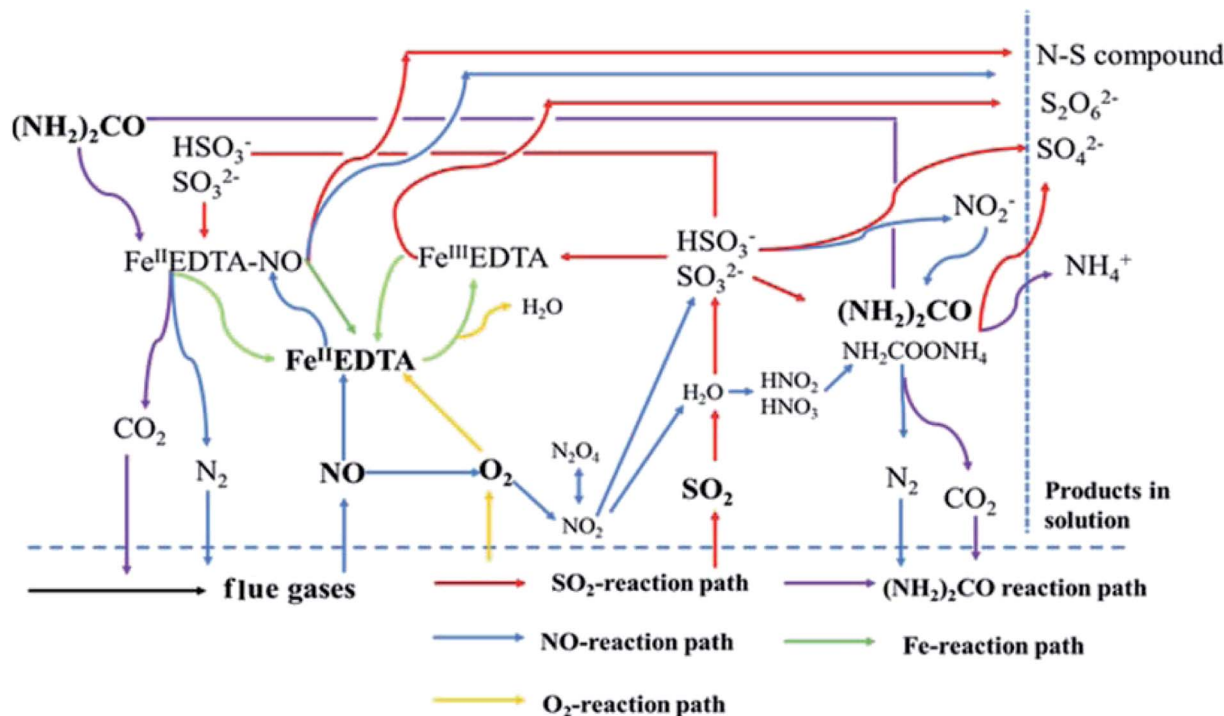 N-S compound
S₂O₆²⁻
(NH₂)₂CO
HSO₃⁻
SO₄²⁻
SO₃²⁻
NO₂⁻
HSO₃⁻
FeᴵᴵEDTA-NO
FeᴵᴵᴵEDTA
SO₃²⁻
NH₄⁺
H₂O
(NH₂)₂CO
FeᴵᴵEDTA
NH₂COONH₄
H₂O
HNO₂
HNO₃
CO₂
N₂O₄
N₂
NO
O₂
SO₂
N₂
CO₂
NO₂
Products in
solution
flue gases
SO₂-reaction path
(NH₂)₂CO reaction path
NO-reaction path
Fe-reaction path
O₂-reaction path